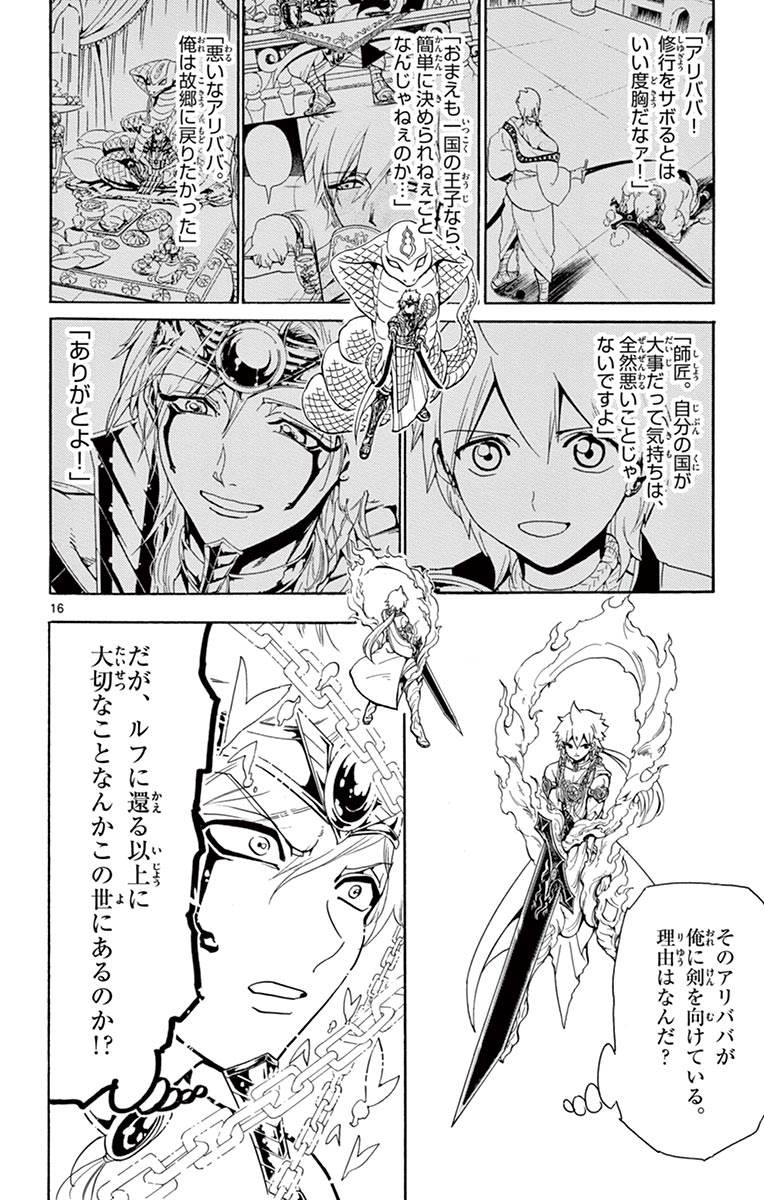 「アリババ！
修行をサボるとは
いい度胸だなァ！」
「おまえも一国の王子なら、
簡単に決められねぇこと
なんじゃねぇのか…」
「悪いなアリババ。
俺は故郷に戻りたかった」
「師匠。自分の国が
大事だって気持ちは、
全然悪いことじゃ
ないですよ」
「ありがとよ！」
16
そのアリババが
俺に剣を向けている。
理由はなんだ？
だが、ルフに還る以上に
大切なことなんかこの世にあるのか!?